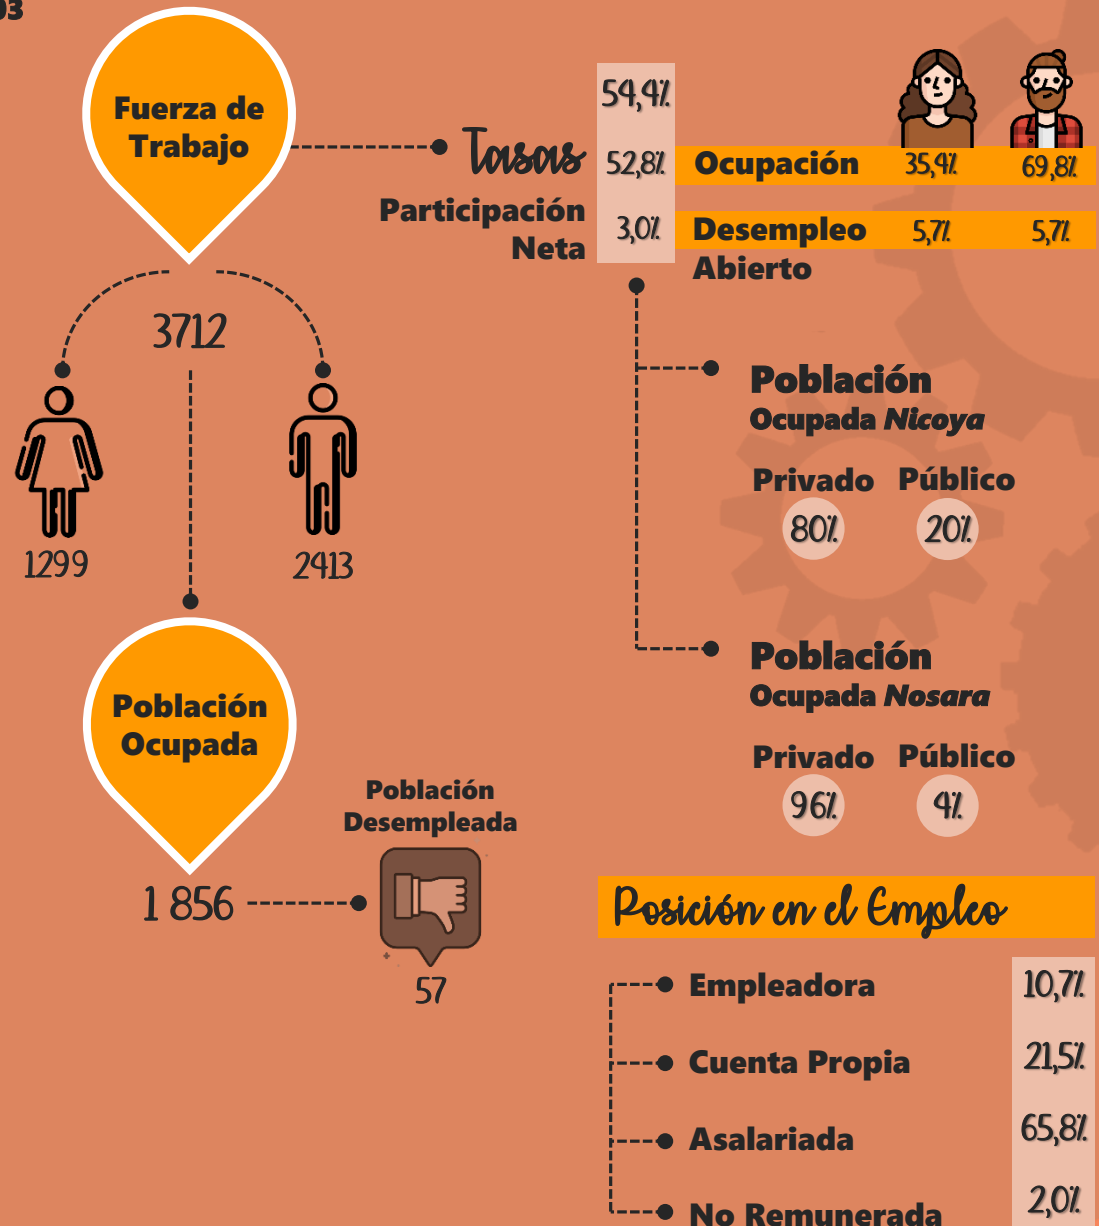 03
Fuerza de
Trabajo
Tasas
Participación
Neta
54,4%
52,8%
3,0%
Ocupación 35,4% 69,8%
Desempleo 5,7% 5,7%
Abierto
3712
1299
2413
Población
Ocupada Nicoya
Privado Público
80% 20%
Población
Ocupada Nosara
Privado Público
96% 4%
Población
Ocupada
1 856
Población
Desempleada
57
Posición en el Empleo
Empleadora 10,7%
Cuenta Propia 21,5%
Asalariada 65,8%
No Remunerada 2,0%